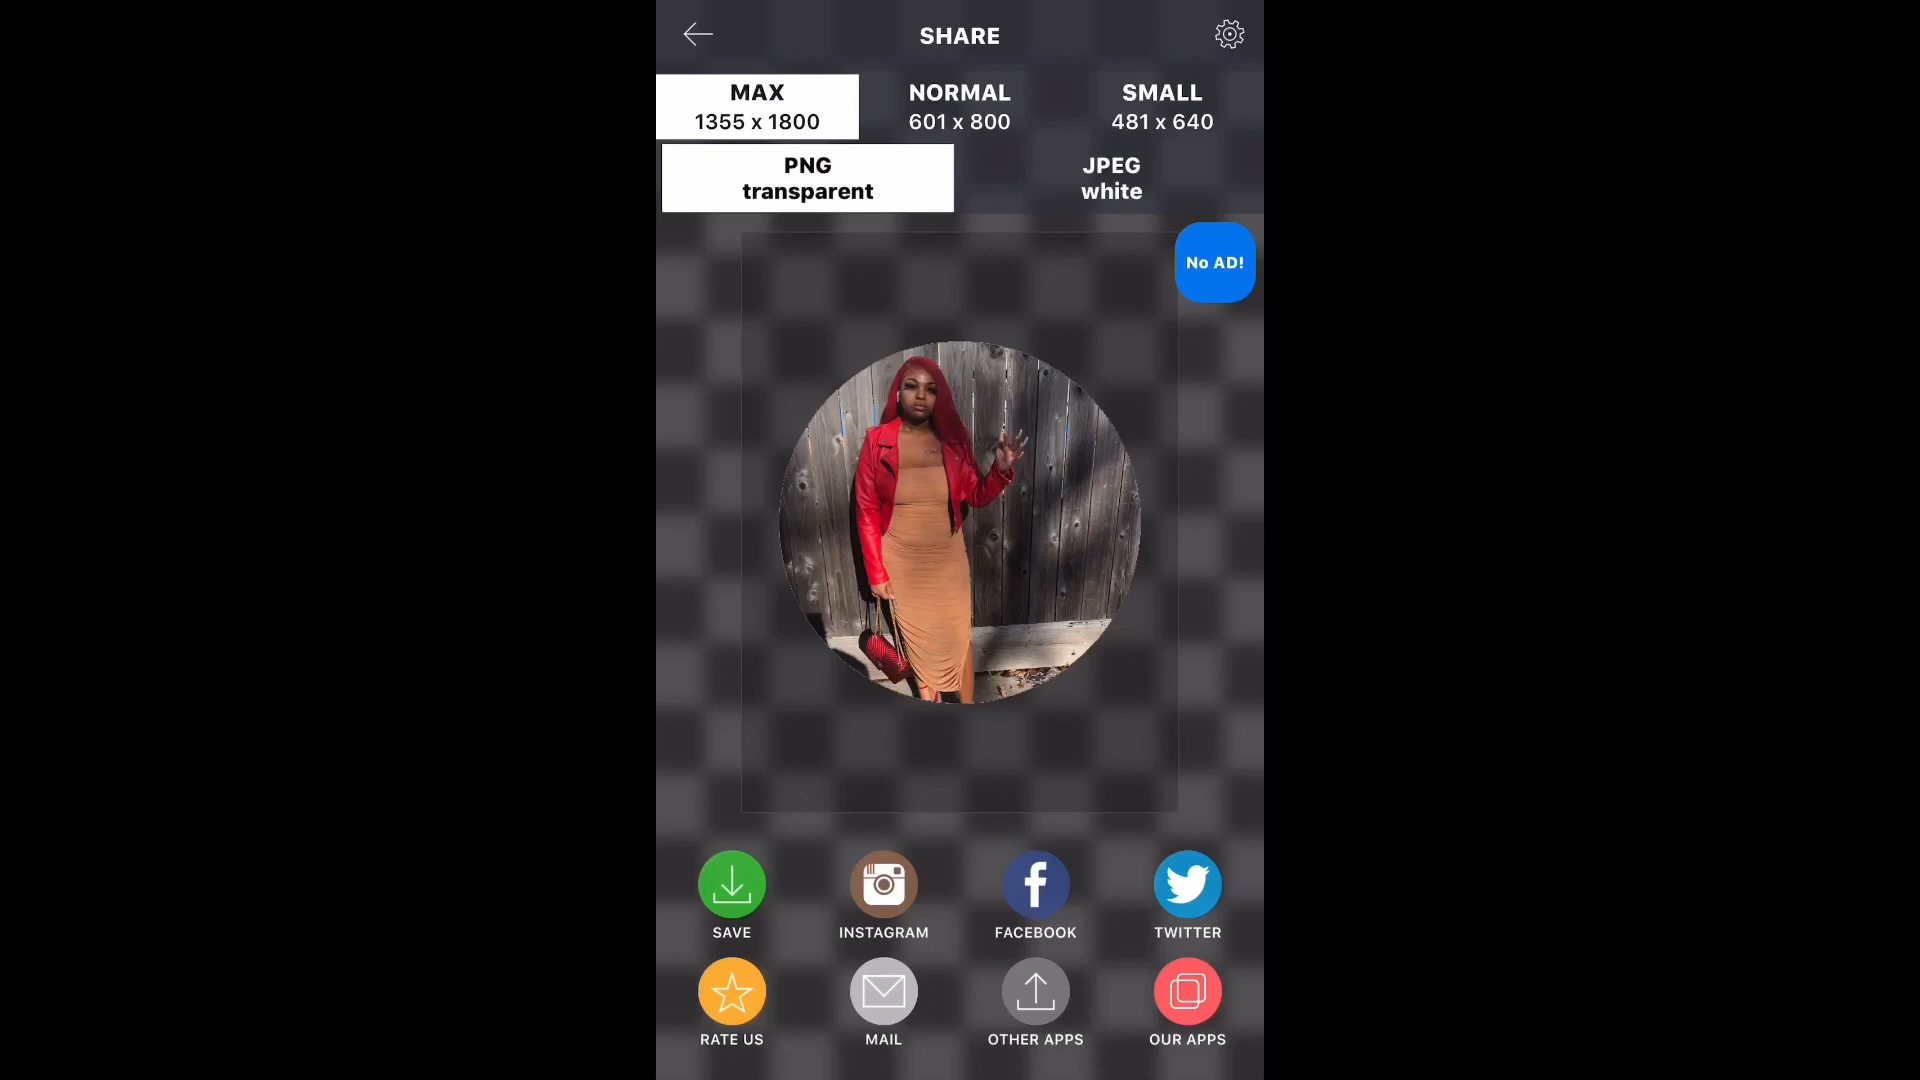 SHARE
MAX
1355 x 1800
NORMAL
601 x 800
SMALL
481 x 640
PNG
transparent
JPEG
white
No AD!
SAVE
INSTAGRAM
FACEBOOK
TWITTER
RATE US
MAIL
OTHER APPS
OUR APPS